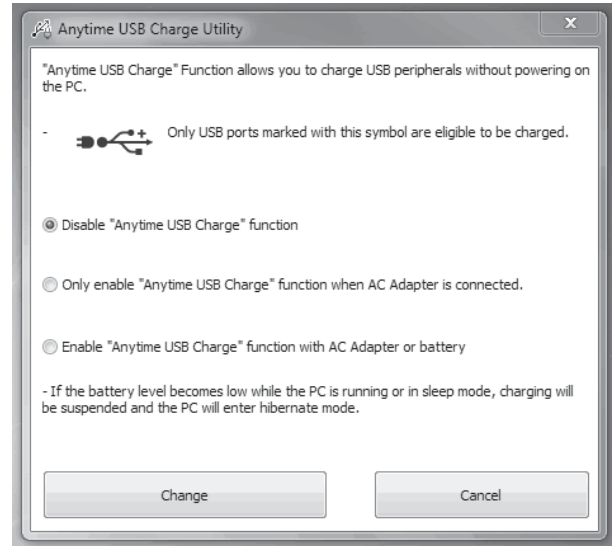 Anytime USB Charge Utility
"Anytime USB Charge" Function allows you to charge USB peripherals without powering on
the PC.
- Only USB ports marked with this symbol are eligible to be charged.
Disable "Anytime USB Charge" function
Only enable "Anytime USB Charge" function when AC Adapter is connected.
Enable "Anytime USB Charge" function with AC Adapter or battery
- If the battery level becomes low while the PC is running or in sleep mode, charging will
be suspended and the PC will enter hibernate mode.
Change Cancel